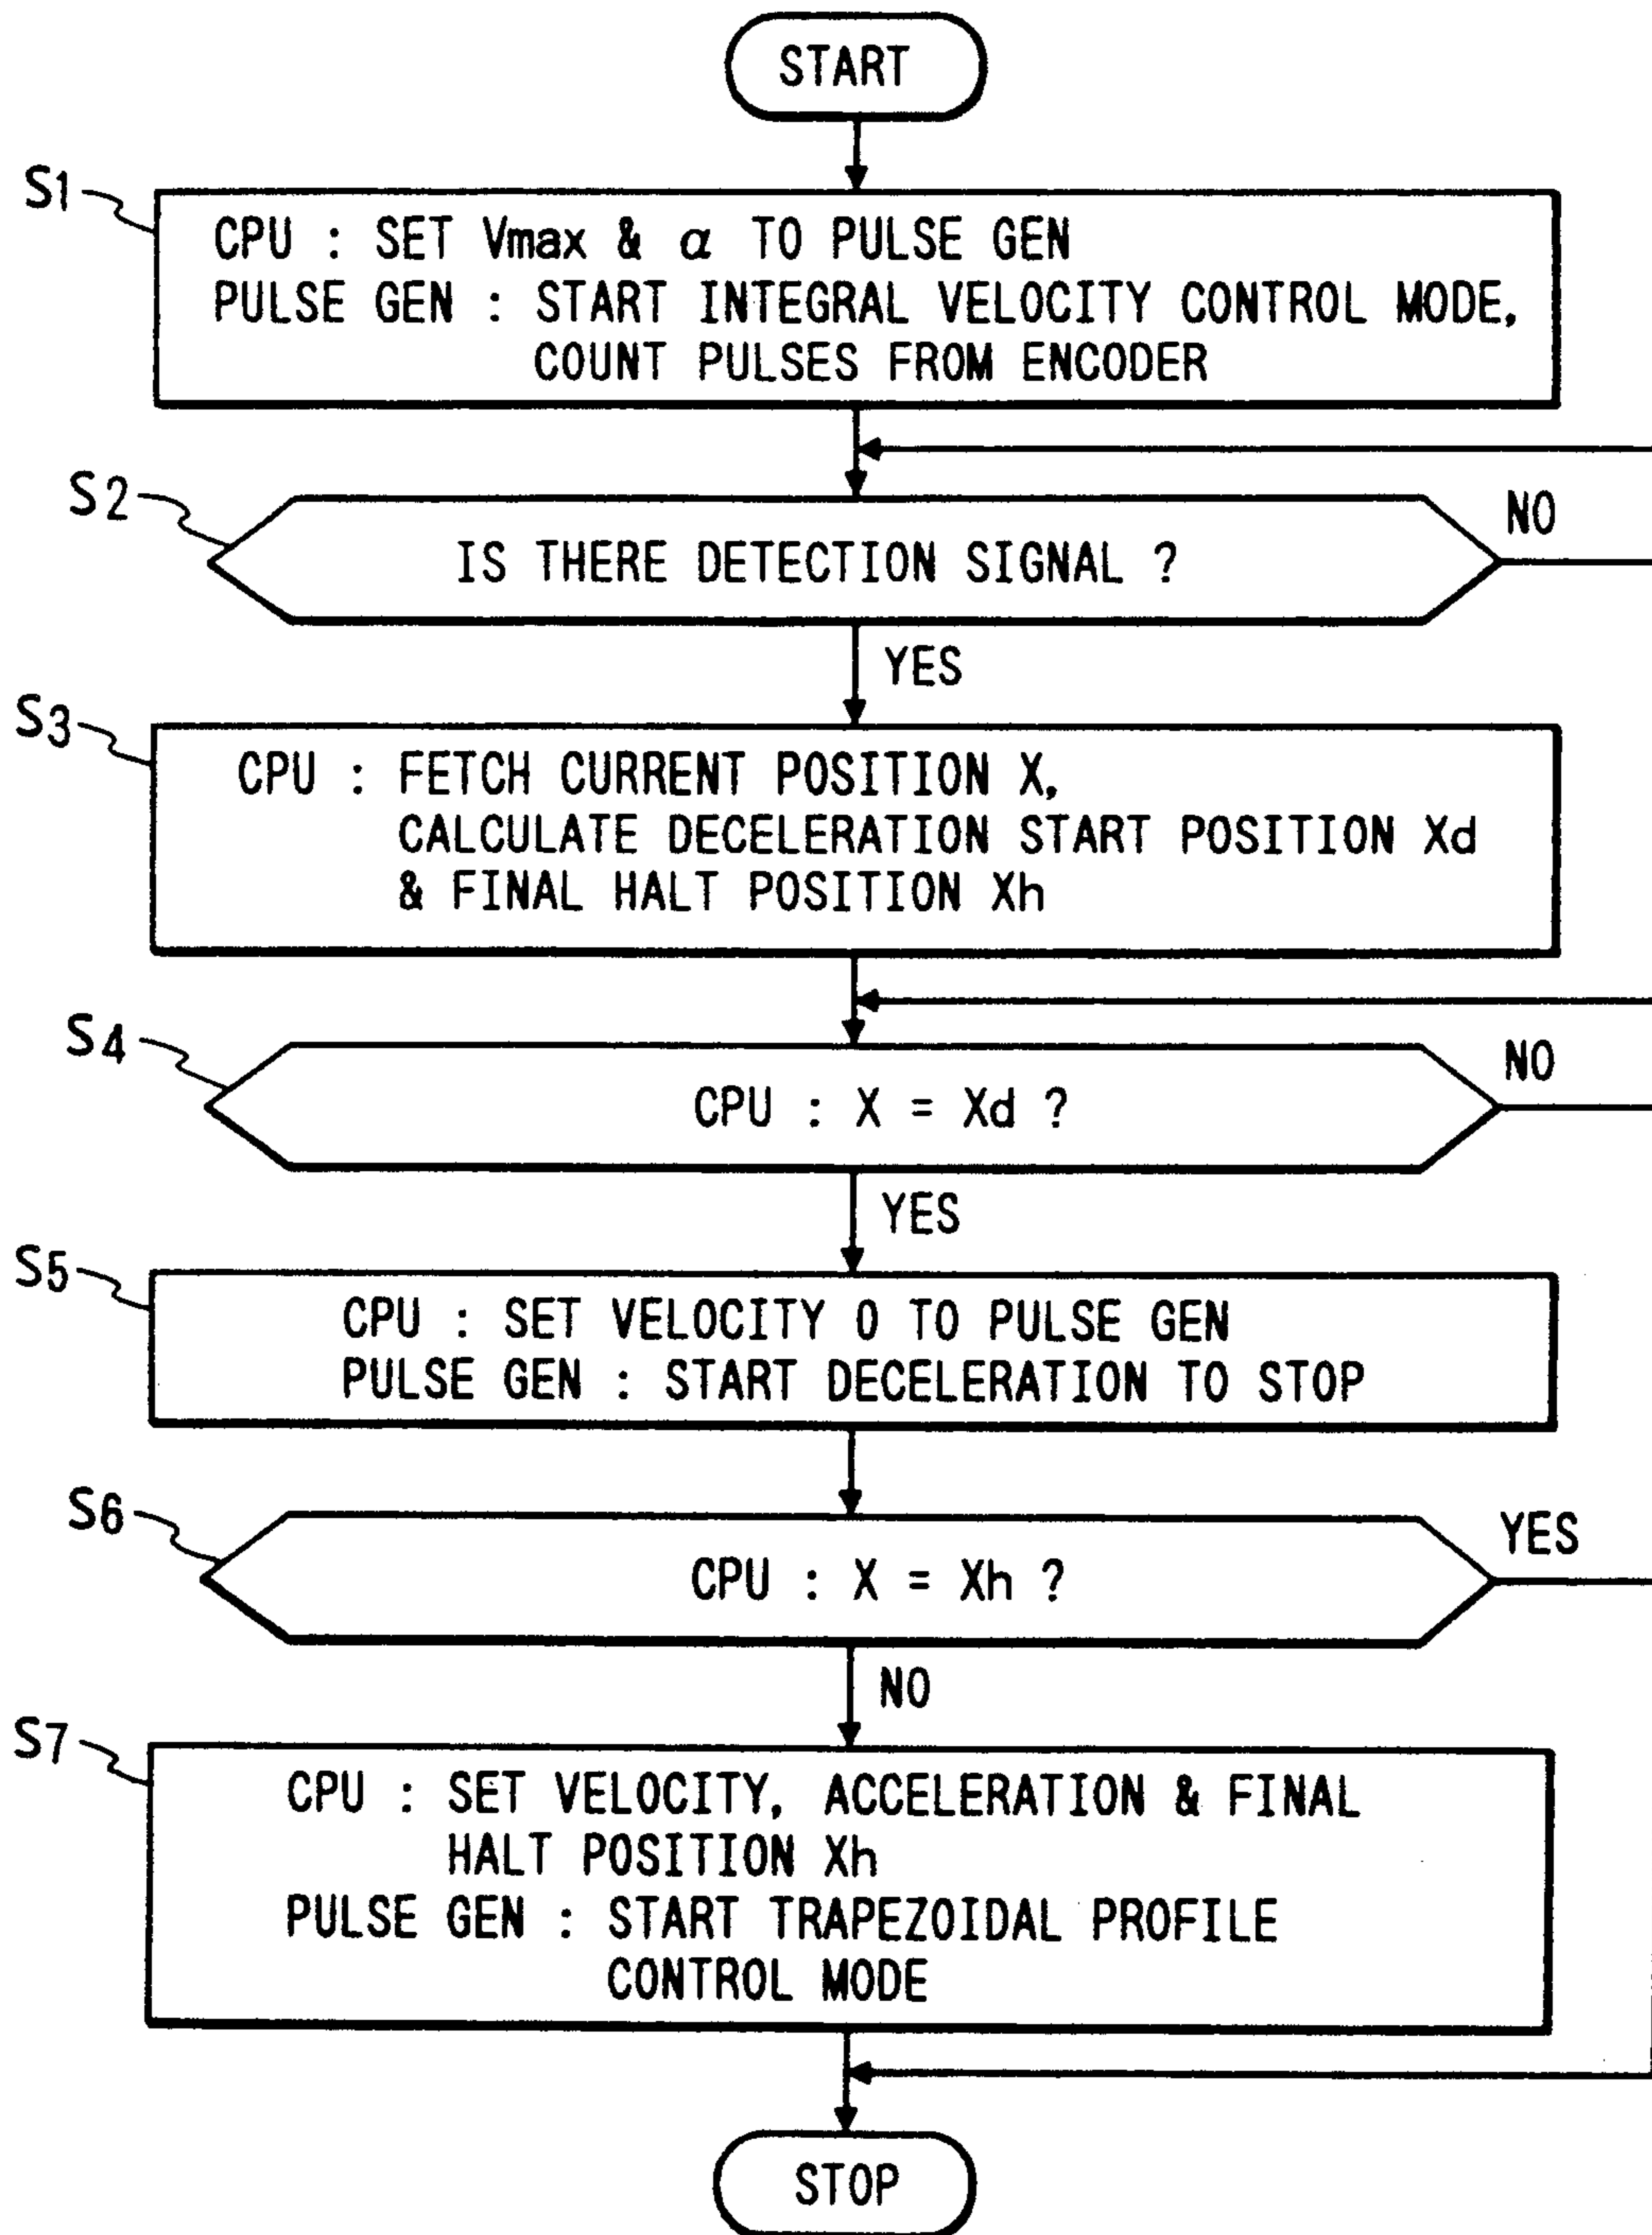 START
S1
CPU : SET Vmax & α TO PULSE GEN
PULSE GEN : START INTEGRAL VELOCITY CONTROL MODE,
COUNT PULSES FROM ENCODER
S2
IS THERE DETECTION SIGNAL ?
NO
YES
S3
CPU : FETCH CURRENT POSITION X,
CALCULATE DECELERATION START POSITION Xd
& FINAL HALT POSITION Xh
S4
CPU : X = Xd ?
NO
YES
S5
CPU : SET VELOCITY 0 TO PULSE GEN
PULSE GEN : START DECELERATION TO STOP
S6
CPU : X = Xh ?
YES
NO
S7
CPU : SET VELOCITY, ACCELERATION & FINAL
HALT POSITION Xh
PULSE GEN : START TRAPEZOIDAL PROFILE
CONTROL MODE
STOP